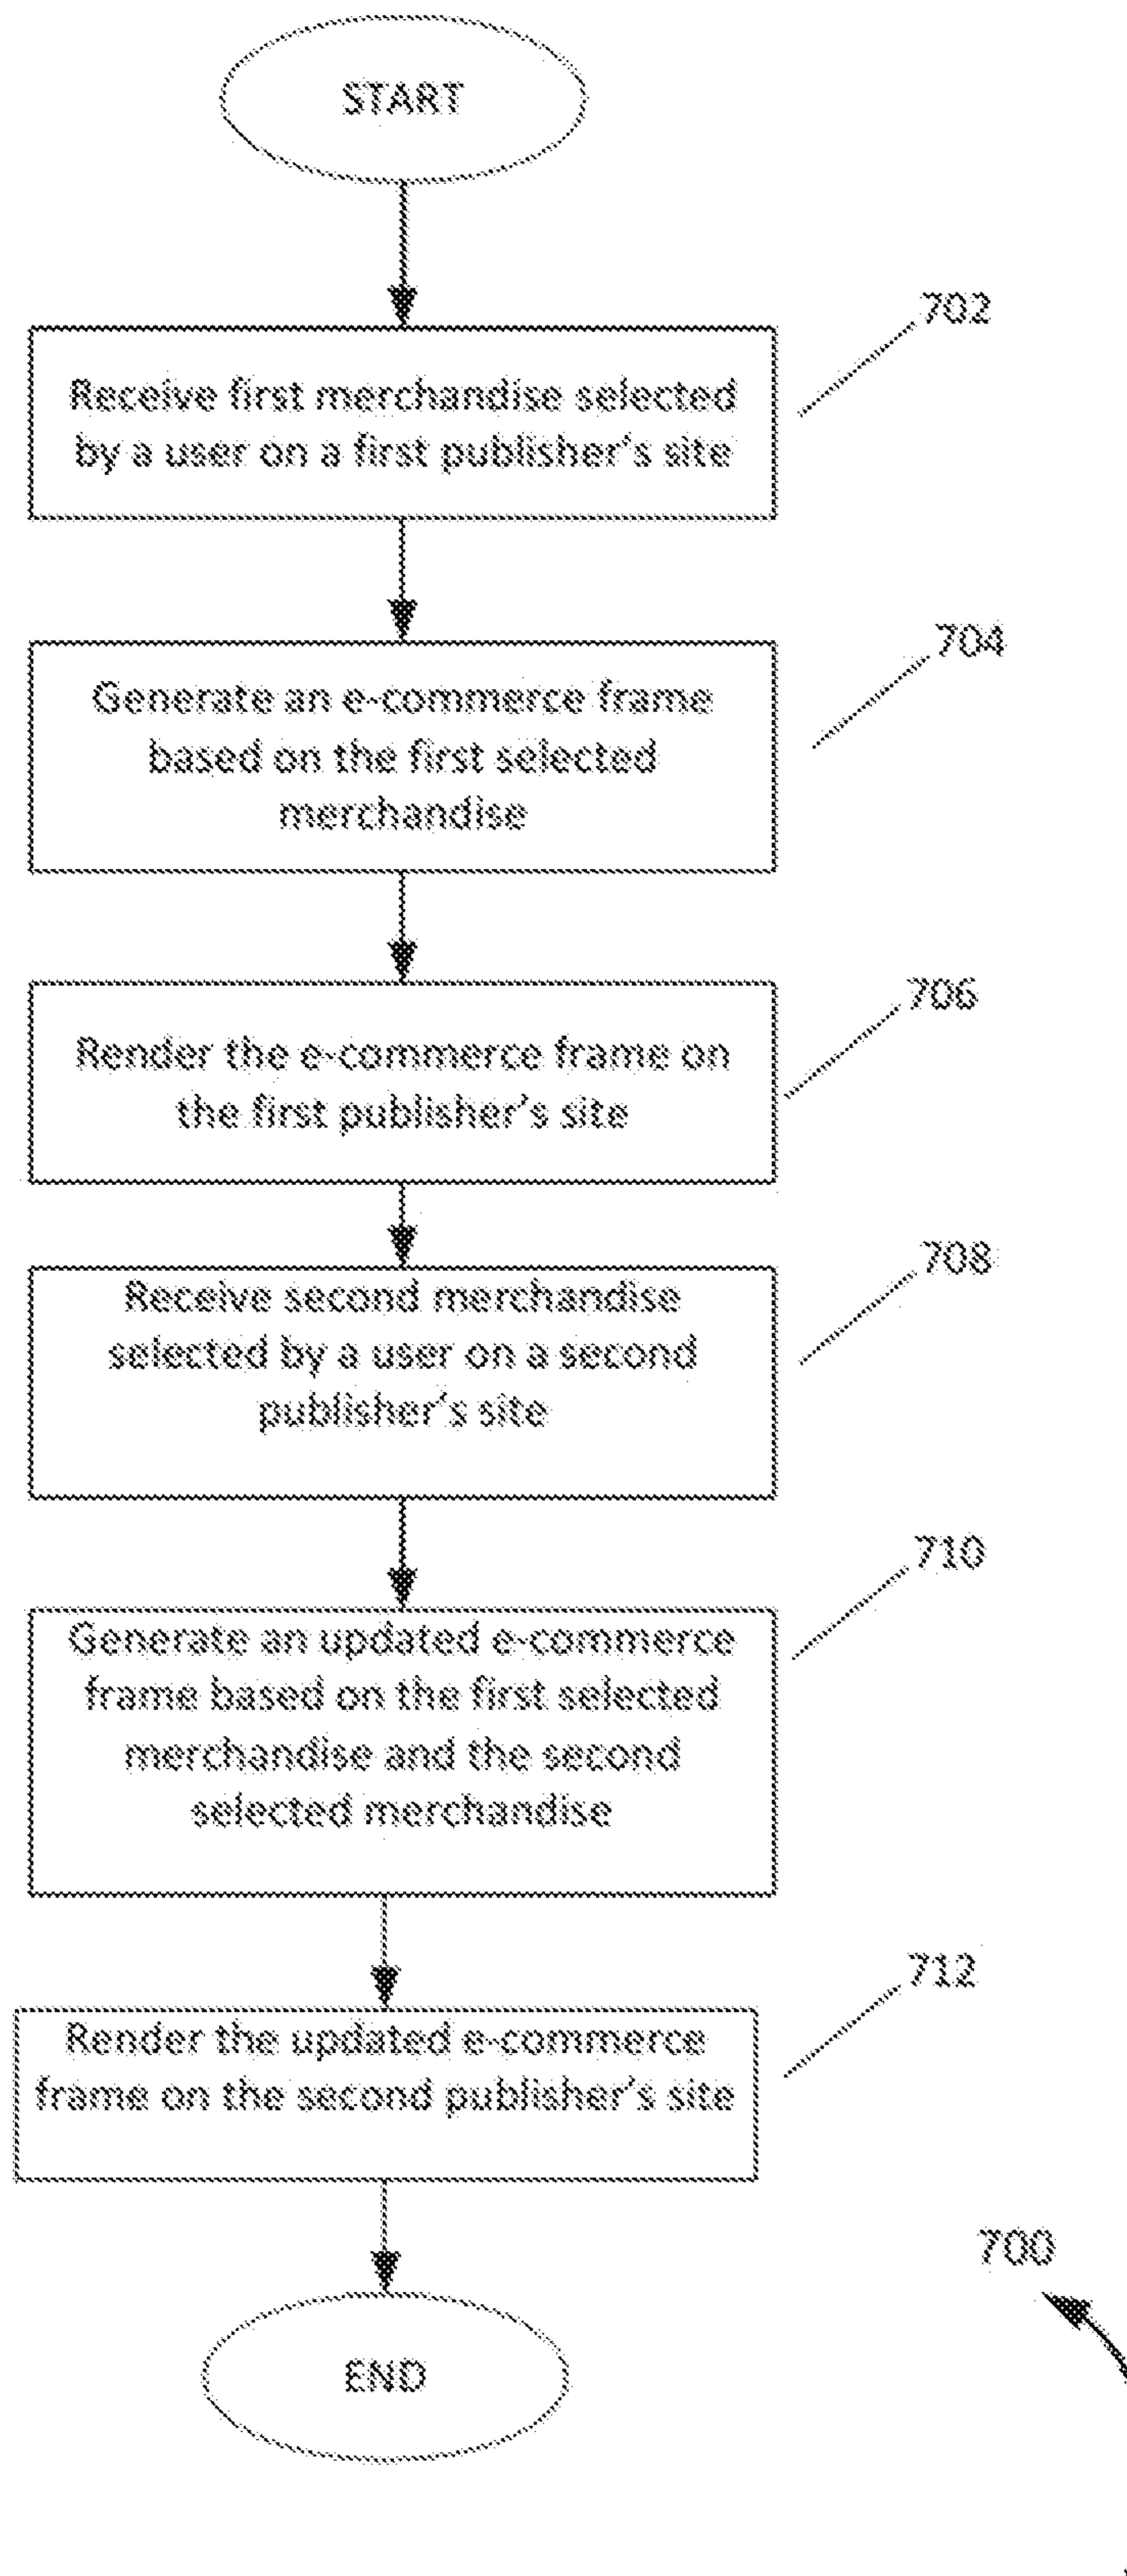 START
702
Receive first merchandise selected
by a user on a first publisher's site
704
Generate an e-commerce frame
based on the first selected
merchandise
706
Render the e-commerce frame on
the first publisher's site
708
Receive second merchandise
selected by a user on a second
publisher's site
710
Generate an updated e-commerce
frame based on the first selected
merchandise and the second
selected merchandise
712
Render the updated e-commerce
frame on the second publisher's site
700
END